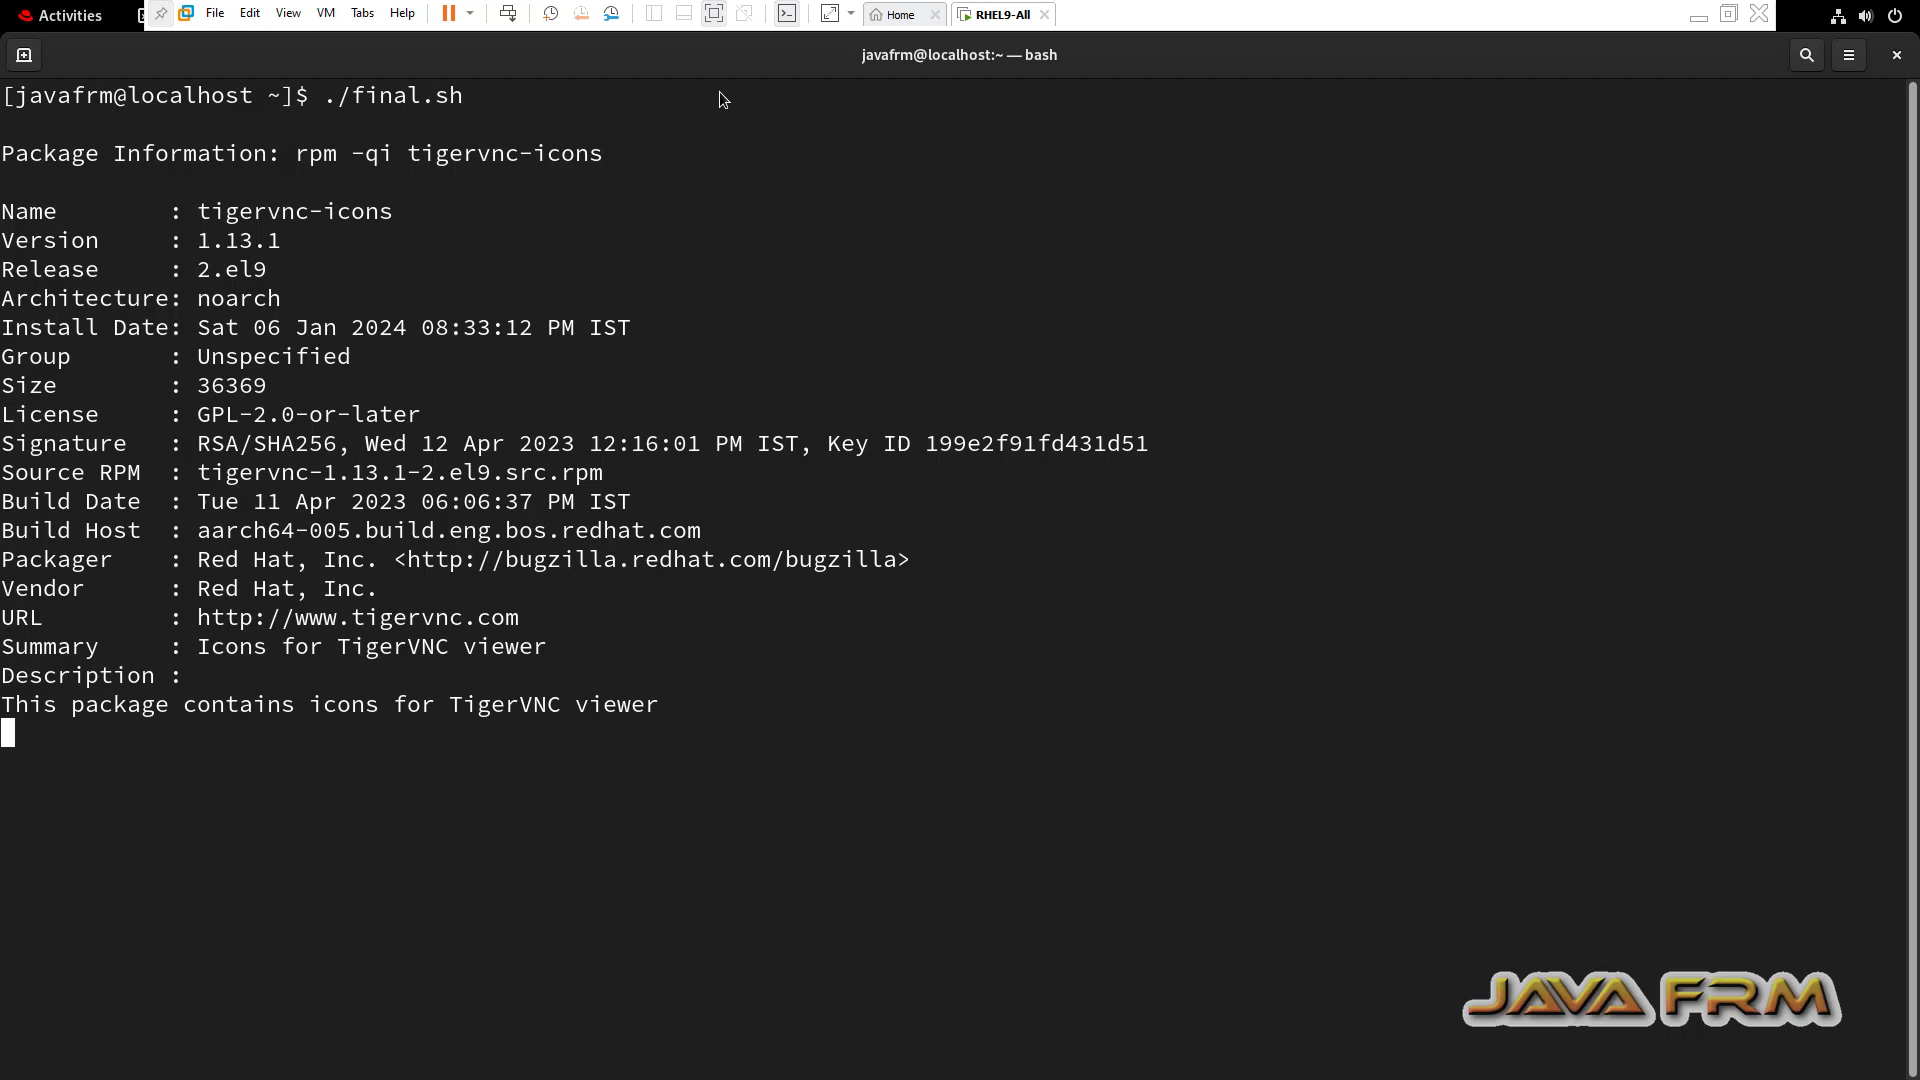 Activities File Edit View VM Tabs Help Home RHEL9-All
javafrm@localhost:~ — bash
[javafrm@localhost ~]$ ./final.sh
Package Information: rpm -qi tigervnc-icons
Name        : tigervnc-icons
Version     : 1.13.1
Release     : 2.el9
Architecture: noarch
Install Date: Sat 06 Jan 2024 08:33:12 PM IST
Group       : Unspecified
Size        : 36369
License     : GPL-2.0-or-later
Signature   : RSA/SHA256, Wed 12 Apr 2023 12:16:01 PM IST, Key ID 199e2f91fd431d51
Source RPM  : tigervnc-1.13.1-2.el9.src.rpm
Build Date  : Tue 11 Apr 2023 06:06:37 PM IST
Build Host  : aarch64-005.build.eng.bos.redhat.com
Packager    : Red Hat, Inc. <http://bugzilla.redhat.com/bugzilla>
Vendor      : Red Hat, Inc.
URL         : http://www.tigervnc.com
Summary     : Icons for TigerVNC viewer
Description :
This package contains icons for TigerVNC viewer
JAVA FRM